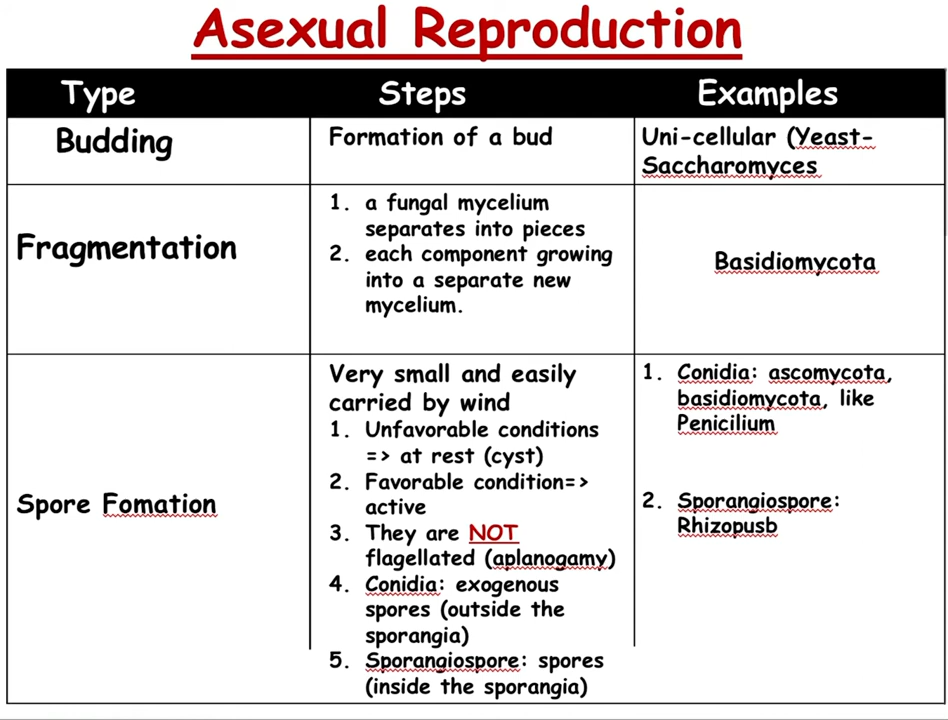 Asexual Reproduction
Type Steps Examples
Budding
Formation of a bud
Uni-cellular (Yeast-
Saccharomyces
Fragmentation
1. a fungal mycelium
separates into pieces
2. each component growing
into a separate new
mycelium.
Basidiomycota
Spore Fomation
Very small and easily
carried by wind
1. Unfavorable conditions
=> at rest (cyst)
2. Favorable condition=>
active
3. They are NOT
flagellated (aplanogamy)
4. Conidia: exogenous
spores (outside the
sporangia)
5. Sporangiospore: spores
(inside the sporangia)
1. Conidia: ascomycota,
basidiomycota, like
Penicilium
2. Sporangiospore:
Rhizopusb